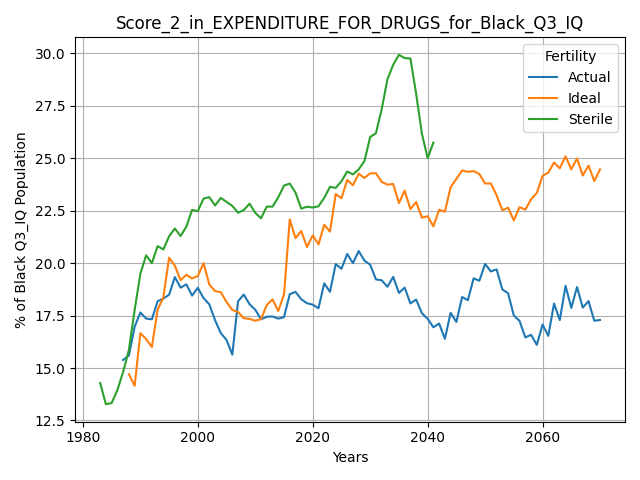 Score_2_in_EXPENDITURE_FOR_DRUGS_for_Black_Q3_IQ
Fertility
Actual
Ideal
Sterile
% of Black Q3_IQ Population
30.0
27.5
25.0
22.5
20.0
17.5
15.0
12.5
1980
2000
2020
2040
2060
Years